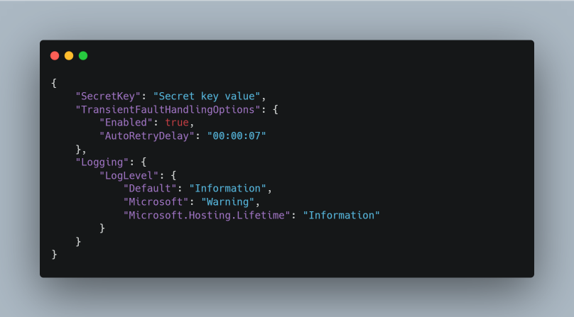 {
    "SecretKey": "Secret key value",
    "TransientFaultHandlingOptions": {
        "Enabled": true,
        "AutoRetryDelay": "00:00:07"
    },
    "Logging": {
        "LogLevel": {
            "Default": "Information",
            "Microsoft": "Warning",
            "Microsoft.Hosting.Lifetime": "Information"
        }
    }
}